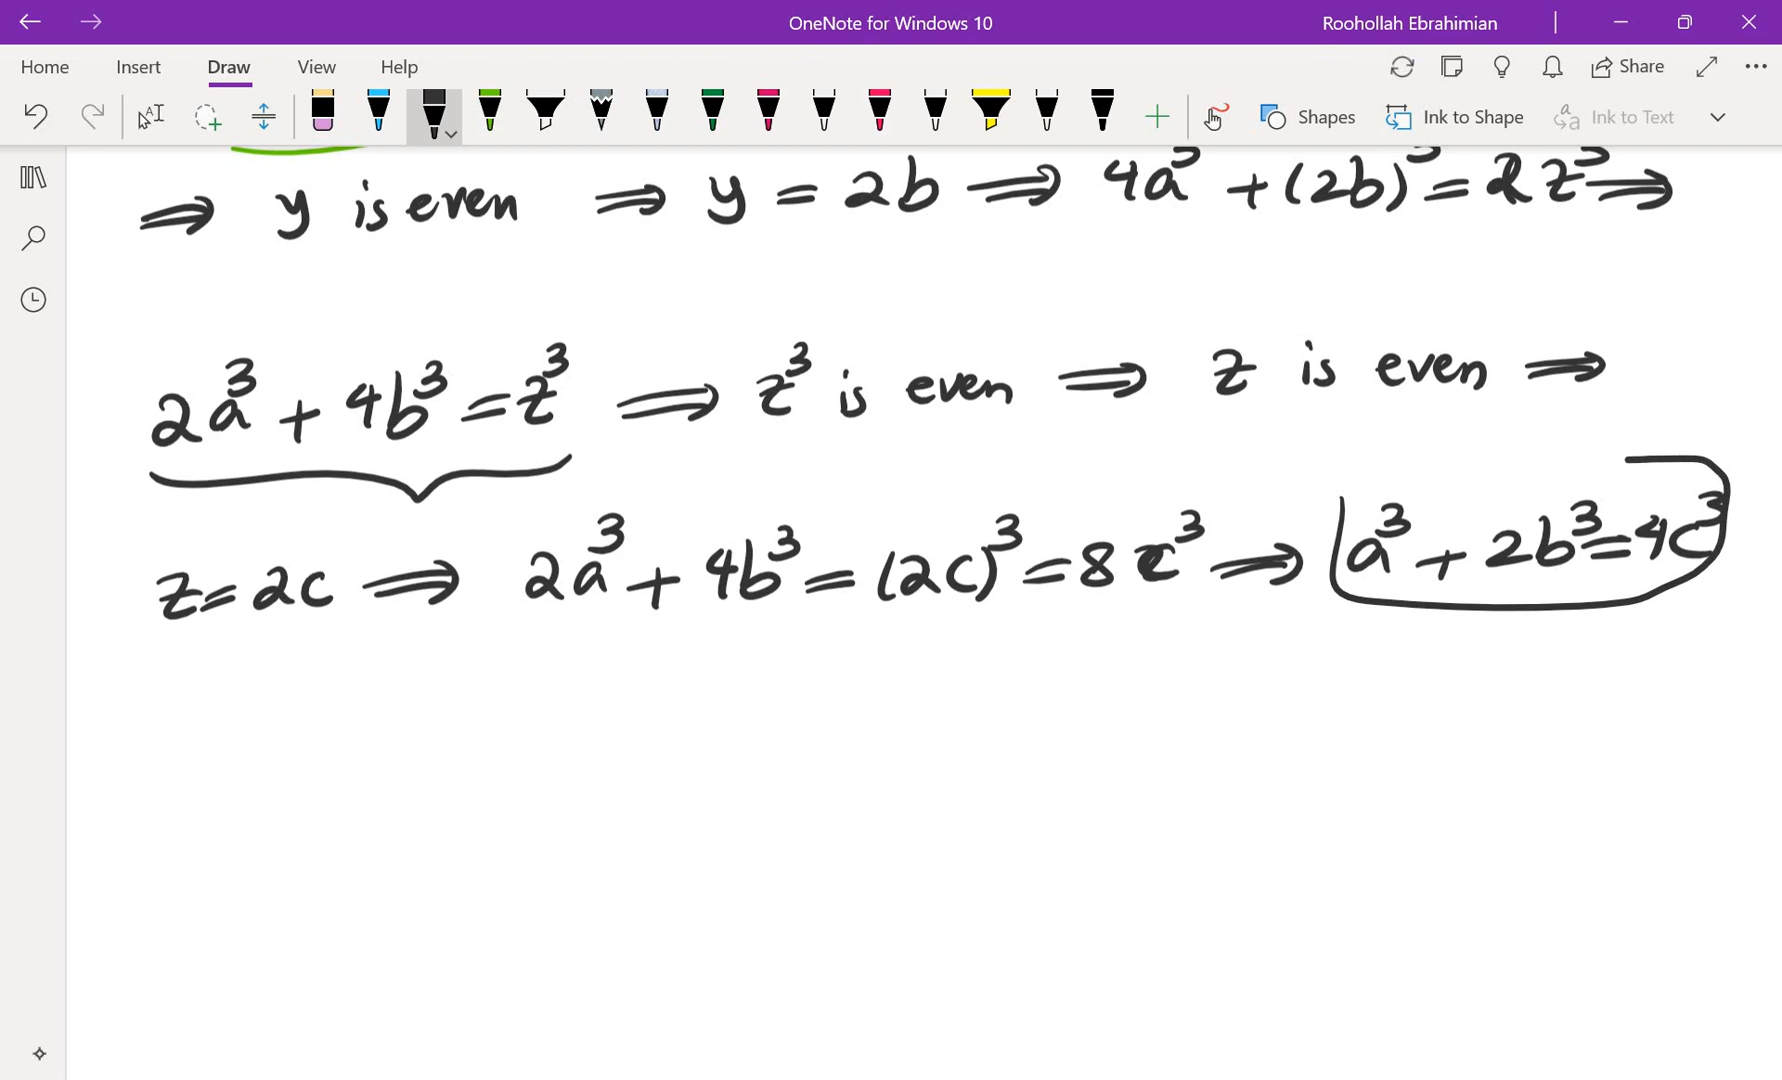 OneNote for Windows 10
Roohollah Ebrahimian
Home Insert Draw View Help
Share
Shapes Ink to Shape Ink to Text
⇒ y is even ⇒ y = 2b ⇒ 4a³ + (2b)³ = 2z³ ⇒
2a³ + 4b³ = z³ ⇒ z³ is even ⇒ z is even ⇒
z = 2c ⇒ 2a³ + 4b³ = (2c)³ = 8c³ ⇒ a³ + 2b³ = 4c³